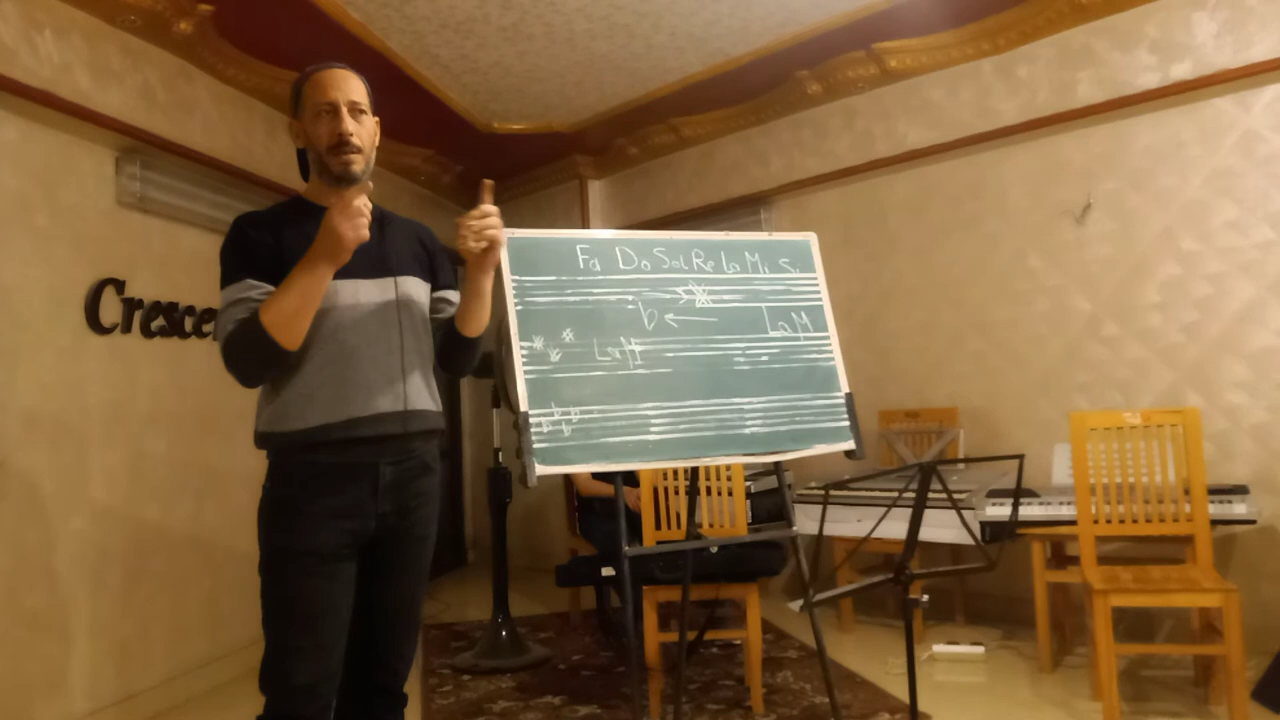 Cresce
Fa Do Sol Re La Mi Si
b ←
La M
La M
b b b b